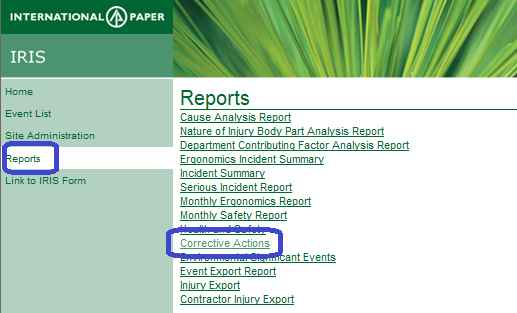 INTERNATIONAL PAPER
IRIS
Home
Event List
Site Administration
Reports
Link to IRIS Form
Reports
Cause Analysis Report
Nature of Injury Body Part Analysis Report
Department Contributing Factor Analysis Report
Ergonomics Incident Summary
Incident Summary
Serious Incident Report
Monthly Ergonomics Report
Monthly Safety Report
Health and Safety
Corrective Actions
Environmental Significant Events
Event Export Report
Injury Export
Contractor Injury Export